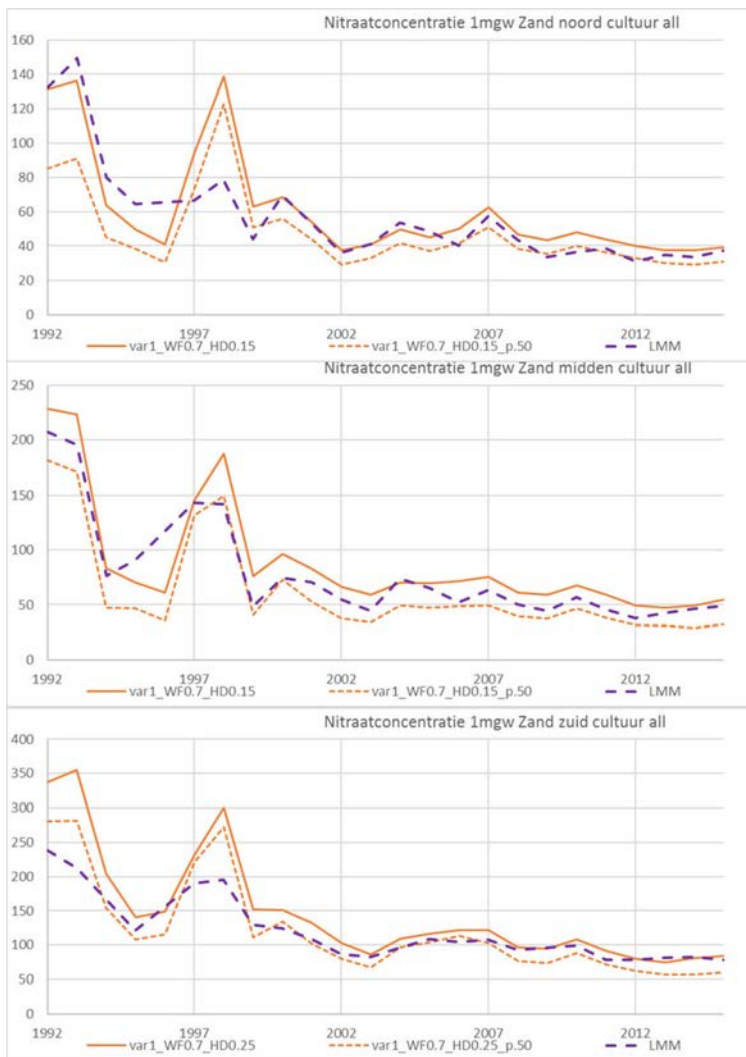 Nitraatconcentratie 1mgw Zand noord cultuur all
160
140
120
100
80
60
40
20
0
1992 1997 2002 2007 2012
var1_WF0.7_HD0.15 var1_WF0.7_HD0.15_p.50 LMM
Nitraatconcentratie 1mgw Zand midden cultuur all
250
200
150
100
50
0
1992 1997 2002 2007 2012
var1_WF0.7_HD0.15 var1_WF0.7_HD0.15_p.50 LMM
Nitraatconcentratie 1mgw Zand zuid cultuur all
400
350
300
250
200
150
100
50
0
1992 1997 2002 2007 2012
var1_WF0.7_HD0.25 var1_WF0.7_HD0.25_p.50 LMM